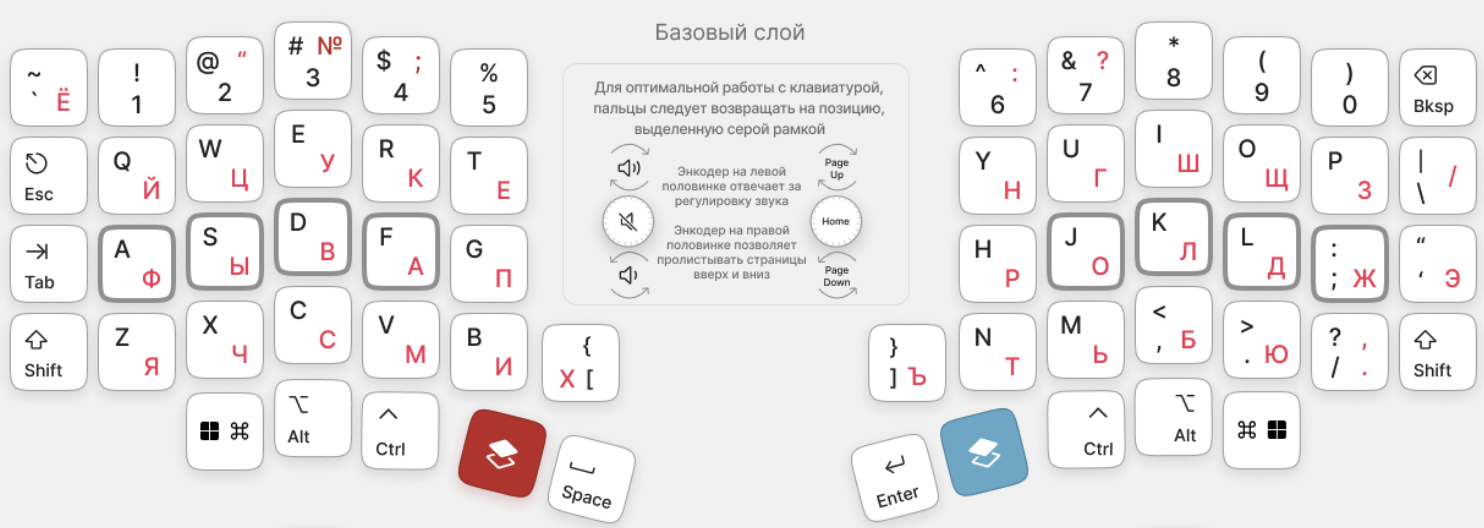 Базовый слой
~ ` Ё
! 1
@ “ 2
# № 3
$ ; 4
% 5
^ : 6
& ? 7
* 8
( 9
) 0
Bksp
Esc
Q Й
W Ц
E У
R К
T Е
Y Н
U Г
I Ш
O Щ
P З
| \ /
Tab
A Ф
S Ы
D В
F А
G П
H Р
J О
K Л
L Д
: ; Ж
“ ‘ Э
Shift
Z Я
X Ч
C С
V М
B И
{ Х [
} ] Ъ
N Т
M Ь
< , Б
> . Ю
? / , .
Shift
Alt
Ctrl
Space
Enter
Ctrl
Alt
Для оптимальной работы с клавиатурой,
пальцы следует возвращать на позицию,
выделенную серой рамкой
Энкодер на левой
половинке отвечает за
регулировку звука
Энкодер на правой
половинке позволяет
пролистывать страницы
вверх и вниз
Page
Up
Home
Page
Down